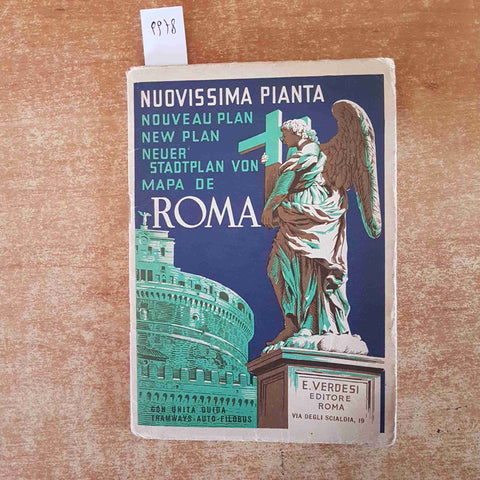 9978
NUOVISSIMA PIANTA
NOUVEAU PLAN
NEW PLAN
NEUER
STADTPLAN VON
MAPA DE
ROMA
E. VERDESI
EDITORE
ROMA
VIA DEGLI SCIALOIA, 19
CON UNITA GUIDA
TRAMWAYS-AUTO-FILOBUS